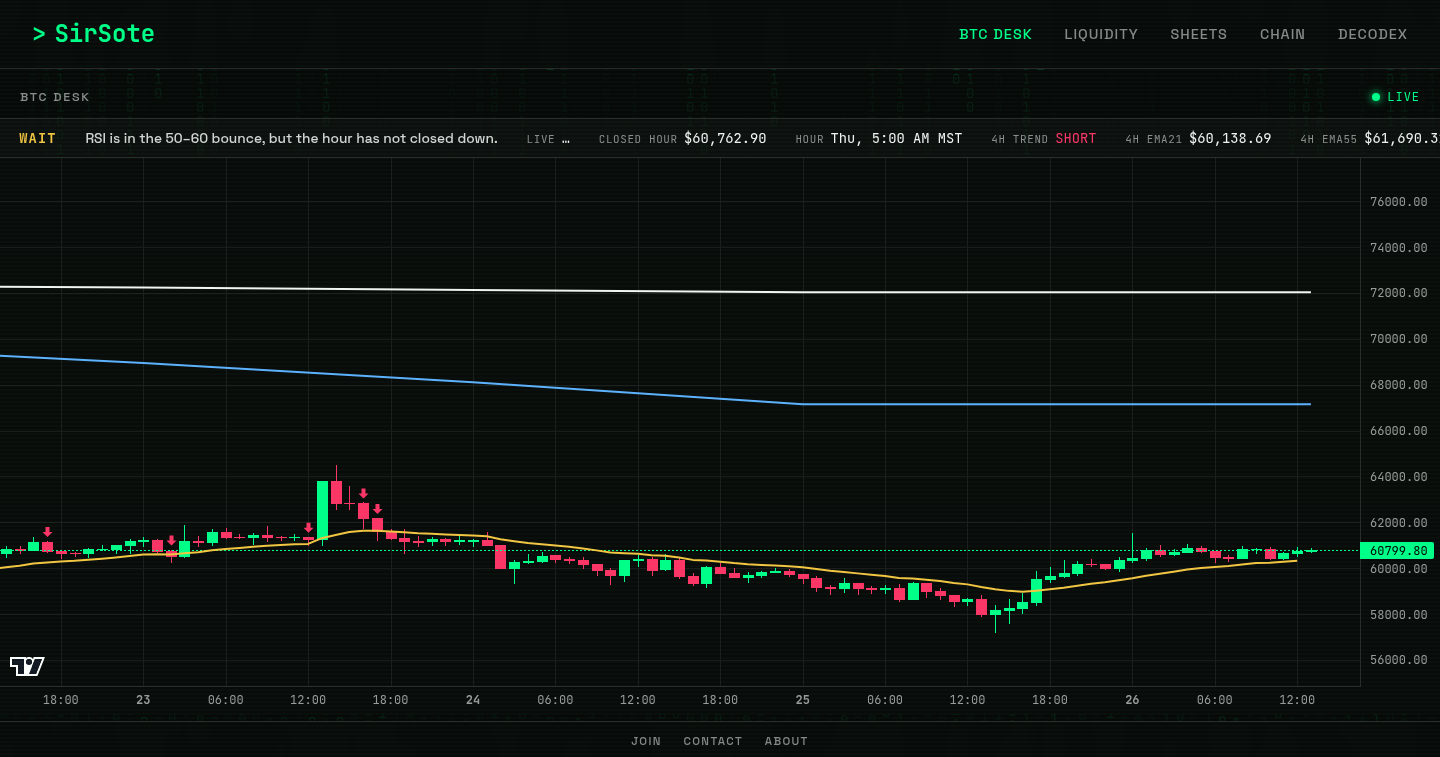 > SirSote
BTC DESK LIQUIDITY SHEETS CHAIN DECODEX
BTC DESK LIVE
WAIT RSI is in the 50–60 bounce, but the hour has not closed down. LIVE … CLOSED HOUR $60,762.90 HOUR Thu, 5:00 AM MST 4H TREND SHORT 4H EMA21 $60,138.69 4H EMA55 $61,690.3
76000.00
74000.00
72000.00
70000.00
68000.00
66000.00
64000.00
62000.00
60799.80
60000.00
58000.00
56000.00
18:00 23 06:00 12:00 18:00 24 06:00 12:00 18:00 25 06:00 12:00 18:00 26 06:00 12:00
JOIN CONTACT ABOUT